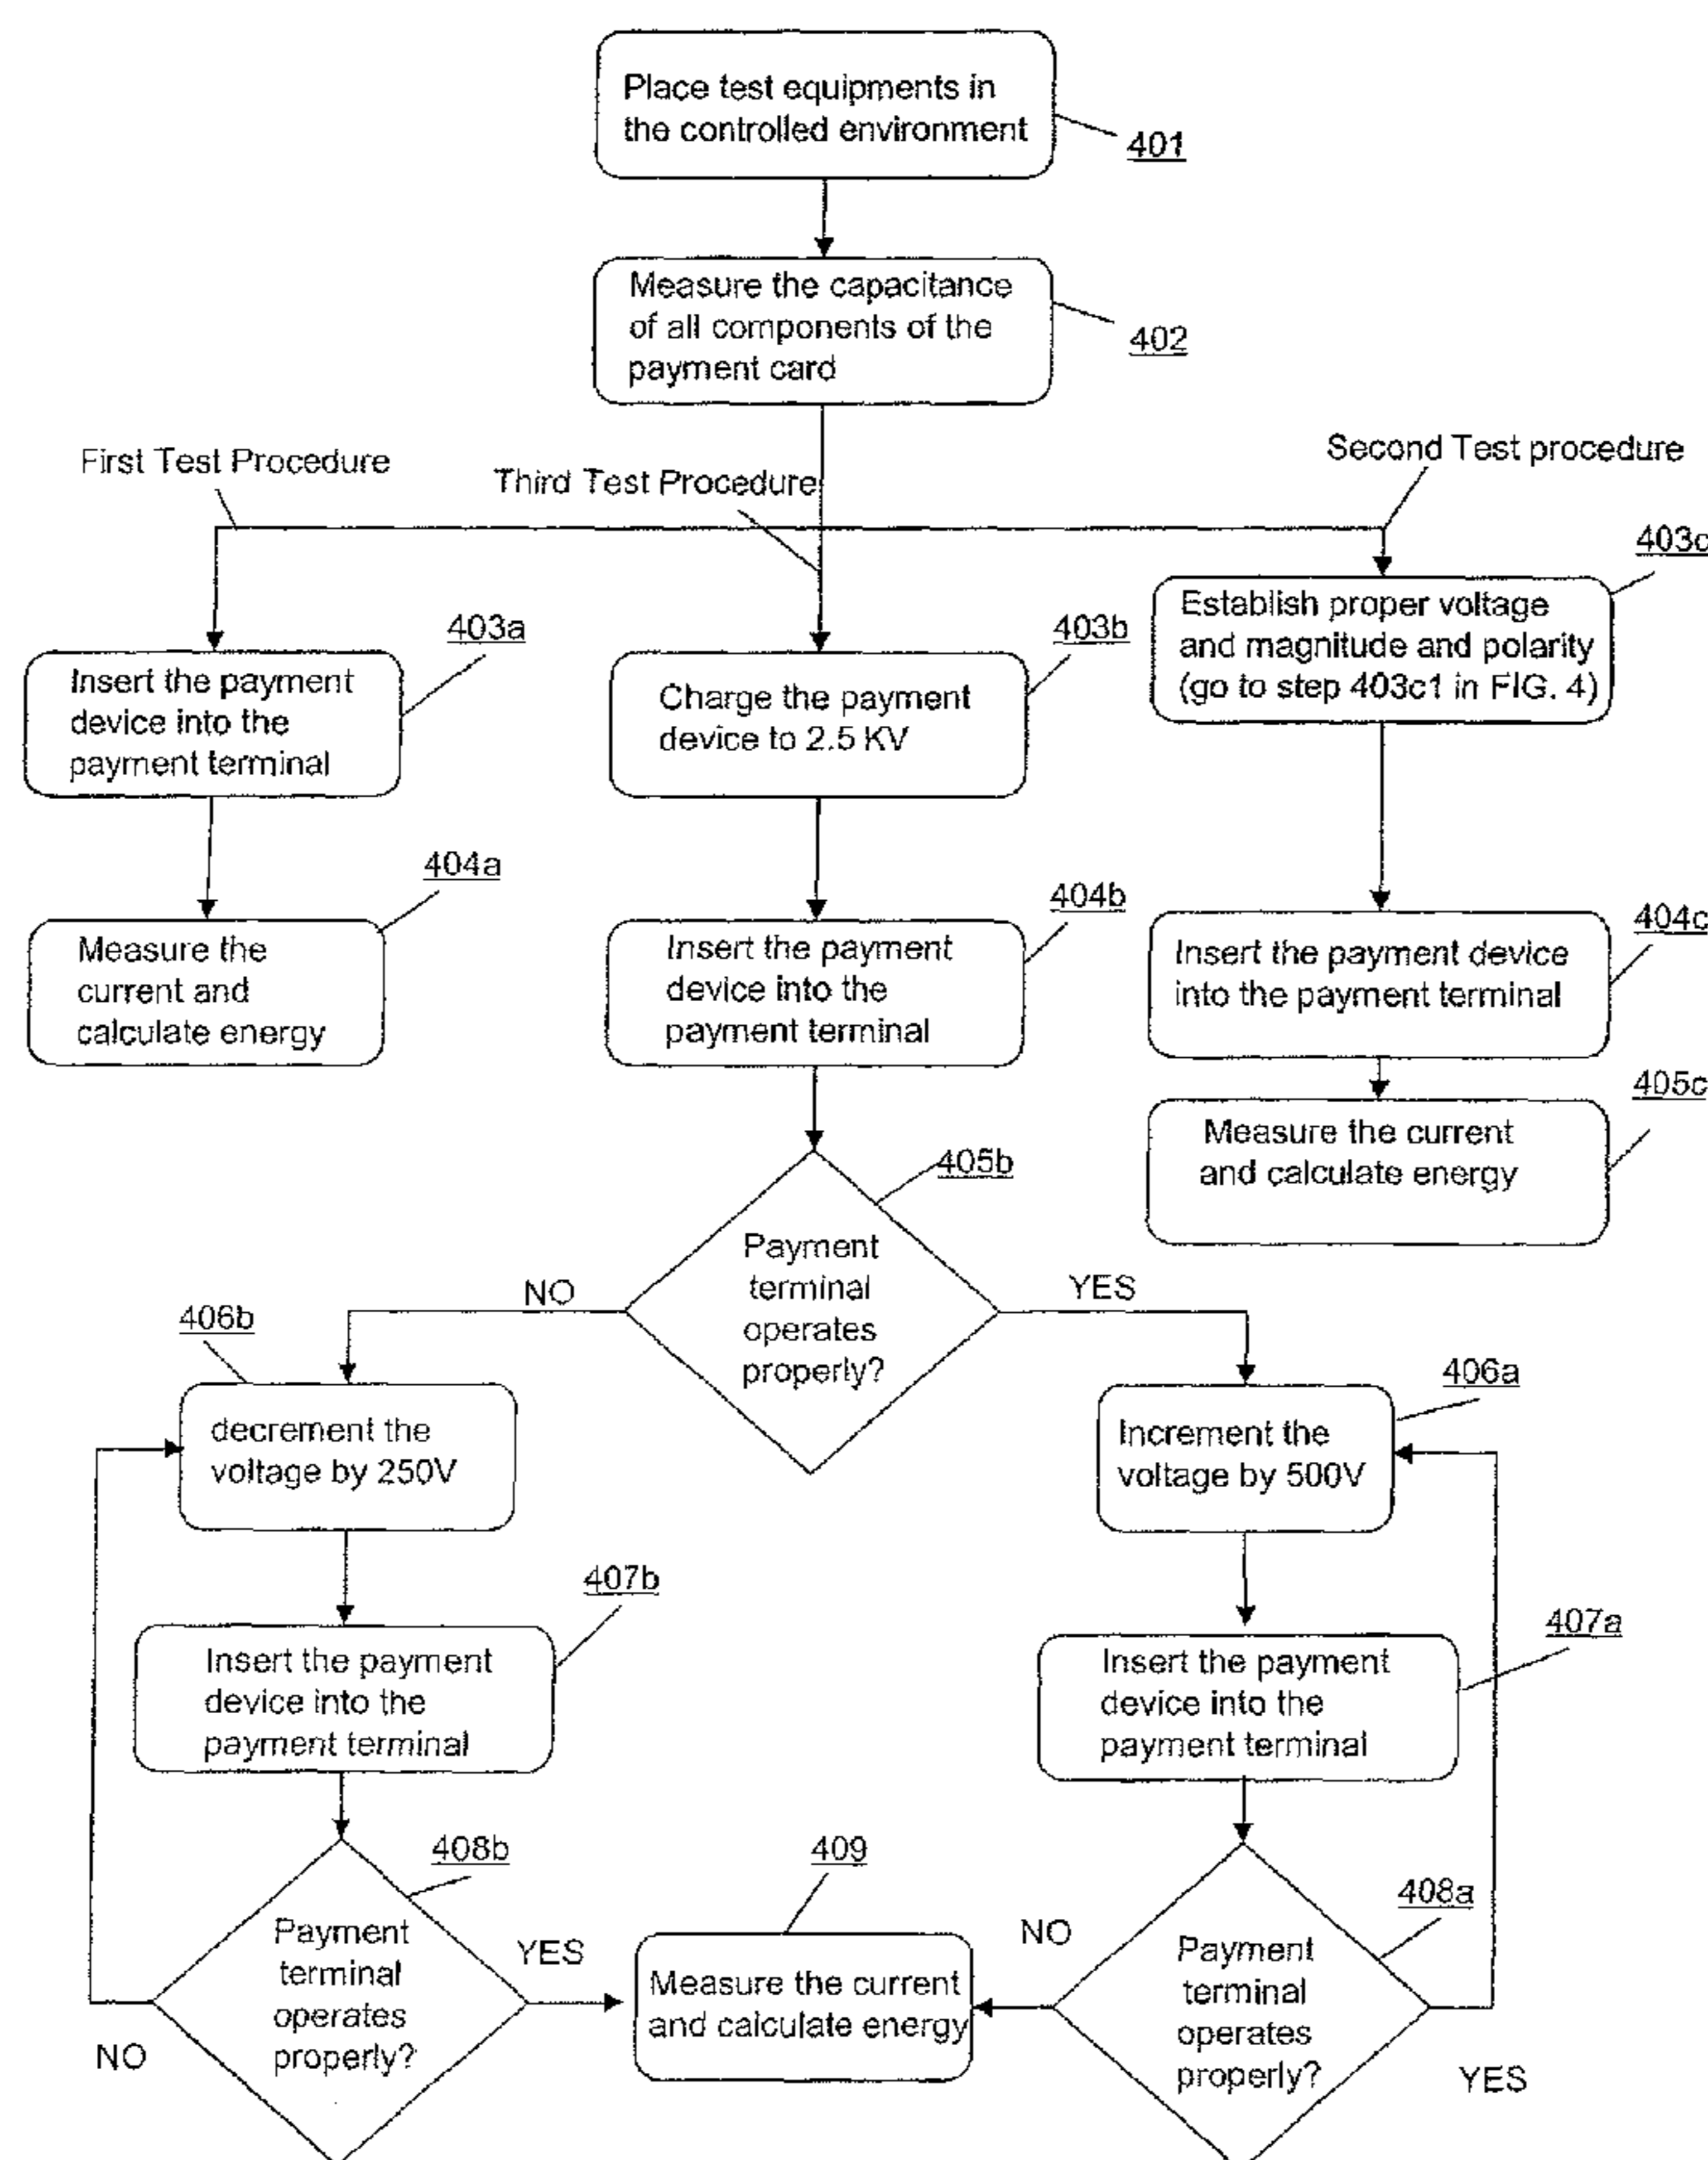 Place test equipments in
the controlled environment
401
Measure the capacitance
of all components of the
payment card
402
First Test Procedure
Third Test Procedure
Second Test procedure
403a
Insert the payment
device into the
payment terminal
403b
Charge the payment
device to 2.5 KV
403c
Establish proper voltage
and magnitude and polarity
(go to step 403c1 in FIG. 4)
404a
Measure the
current and
calculate energy
404b
Insert the payment
device into the
payment terminal
404c
Insert the payment device
into the payment terminal
405c
Measure the current
and calculate energy
405b
Payment
terminal
operates
properly?
NO
YES
406b
decrement the
voltage by 250V
406a
Increment the
voltage by 500V
407b
Insert the payment
device into the
payment terminal
407a
Insert the payment
device into the
payment terminal
408b
Payment
terminal
operates
properly?
NO
YES
409
Measure the current
and calculate energy
NO
408a
Payment
terminal
operates
properly?
YES